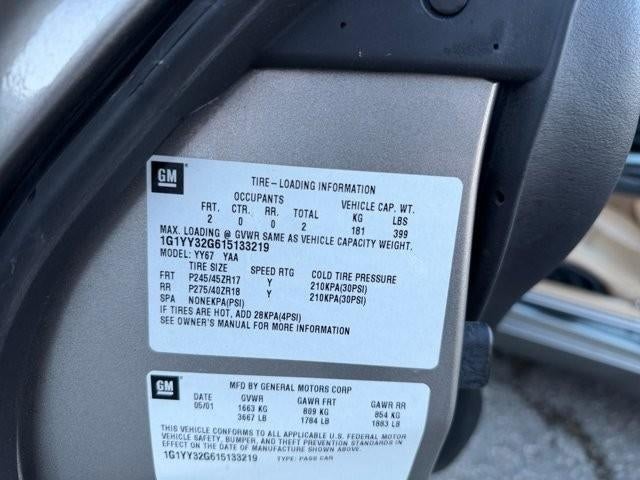 GM
TIRE-LOADING INFORMATION
OCCUPANTS VEHICLE CAP. WT.
FRT. CTR. RR. TOTAL KG LBS
2 0 0 2 181 399
MAX. LOADING @ GVWR SAME AS VEHICLE CAPACITY WEIGHT.
1G1YY32G615133219
MODEL: YY67 YAA
TIRE SIZE SPEED RTG COLD TIRE PRESSURE
FRT P245/45ZR17 Y 210KPA(30PSI)
RR P275/40ZR18 Y 210KPA(30PSI)
SPA NONEKPA(PSI)
IF TIRES ARE HOT, ADD 28KPA(4PSI)
SEE OWNER'S MANUAL FOR MORE INFORMATION
GM
MFD BY GENERAL MOTORS CORP
DATE GVWR GAWR FRT GAWR RR
05/01 1663 KG 809 KG 854 KG
3667 LB 1784 LB 1883 LB
THIS VEHICLE CONFORMS TO ALL APPLICABLE U.S. FEDERAL MOTOR
VEHICLE SAFETY, BUMPER, AND THEFT PREVENTION STANDARDS IN
EFFECT ON THE DATE OF MANUFACTURE SHOWN ABOVE.
1G1YY32G615133219 TYPE: PASS CAR